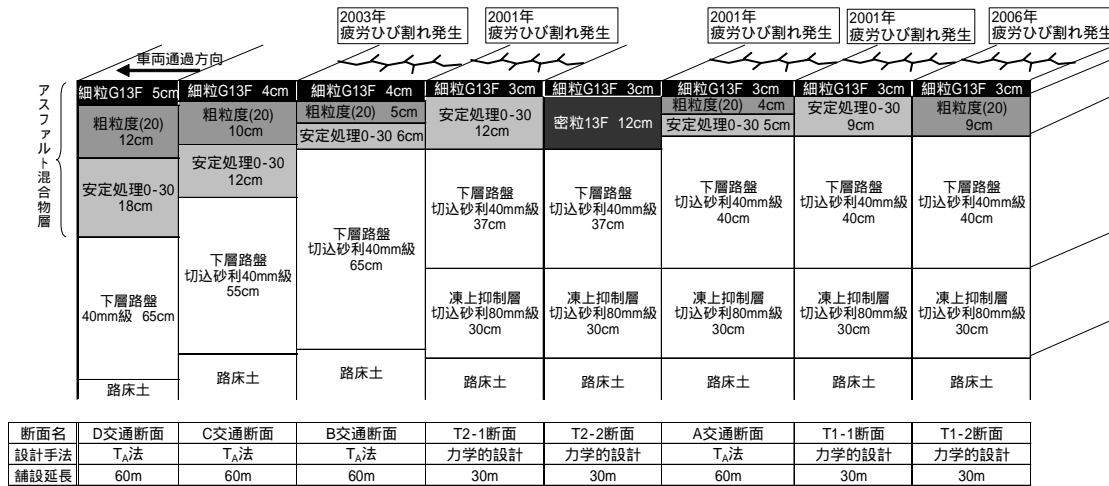 2003年
疲労ひび割れ発生
2001年
疲労ひび割れ発生
2001年
疲労ひび割れ発生
2001年
疲労ひび割れ発生
2006年
疲労ひび割れ発生
車両通過方向
アスファルト混合物層
細粒G13F 5cm
粗粒度(20)
12cm
安定処理0-30
18cm
下層路盤
40mm級 65cm
路床土
細粒G13F 4cm
粗粒度(20)
10cm
安定処理0-30
12cm
下層路盤
切込砂利40mm級
55cm
路床土
細粒G13F 4cm
粗粒度(20) 5cm
安定処理0-30 6cm
下層路盤
切込砂利40mm級
65cm
路床土
細粒G13F 3cm
安定処理0-30
12cm
下層路盤
切込砂利40mm級
37cm
凍上抑制層
切込砂利80mm級
30cm
路床土
細粒G13F 3cm
密粒13F 12cm
下層路盤
切込砂利40mm級
37cm
凍上抑制層
切込砂利80mm級
30cm
路床土
細粒G13F 3cm
粗粒度(20) 4cm
安定処理0-30 5cm
下層路盤
切込砂利40mm級
40cm
凍上抑制層
切込砂利80mm級
30cm
路床土
細粒G13F 3cm
安定処理0-30
9cm
下層路盤
切込砂利40mm級
40cm
凍上抑制層
切込砂利80mm級
30cm
路床土
細粒G13F 3cm
粗粒度(20)
9cm
下層路盤
切込砂利40mm級
40cm
凍上抑制層
切込砂利80mm級
30cm
路床土
断面名 D交通断面 C交通断面 B交通断面 T2-1断面 T2-2断面 A交通断面 T1-1断面 T1-2断面
設計手法 TA法 TA法 TA法 力学的設計 力学的設計 TA法 力学的設計 力学的設計
舗設延長 60m 60m 60m 30m 30m 60m 30m 30m